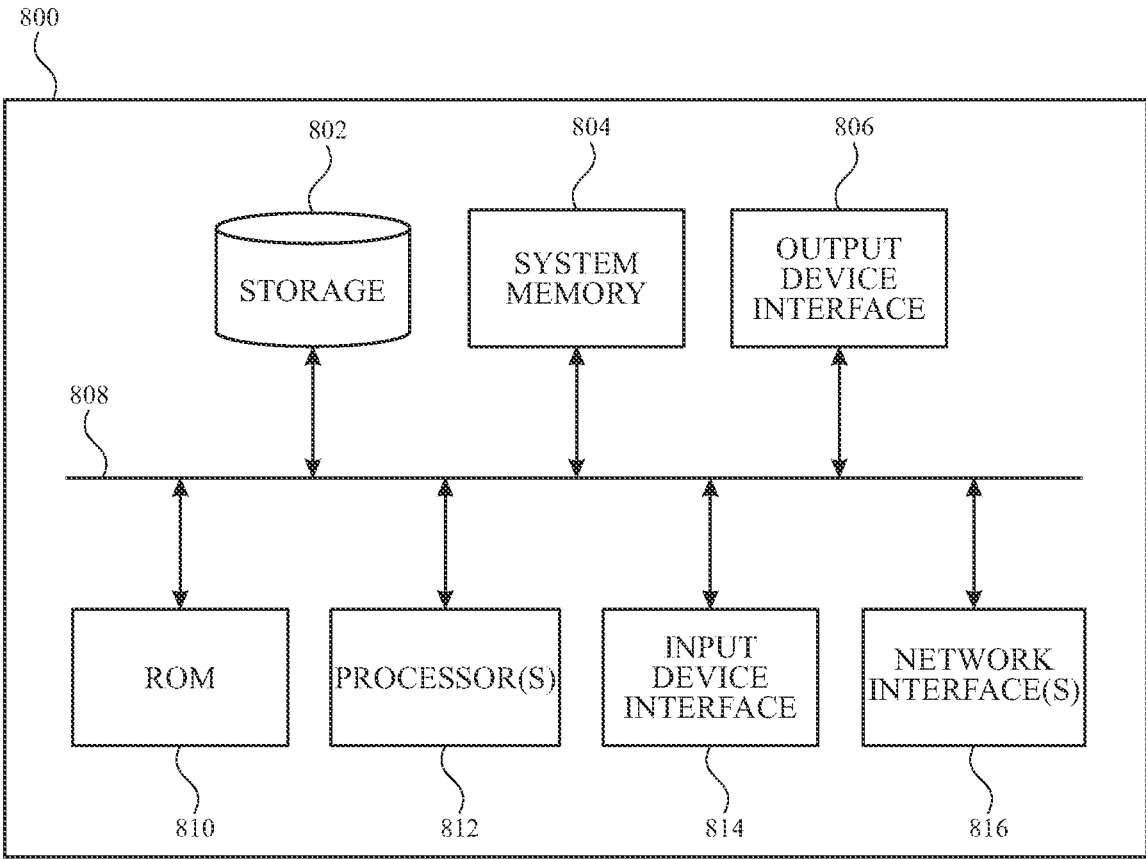 800
802
804
806
STORAGE
SYSTEM
MEMORY
OUTPUT
DEVICE
INTERFACE
808
ROM
PROCESSOR(S)
INPUT
DEVICE
INTERFACE
NETWORK
INTERFACE(S)
810
812
814
816